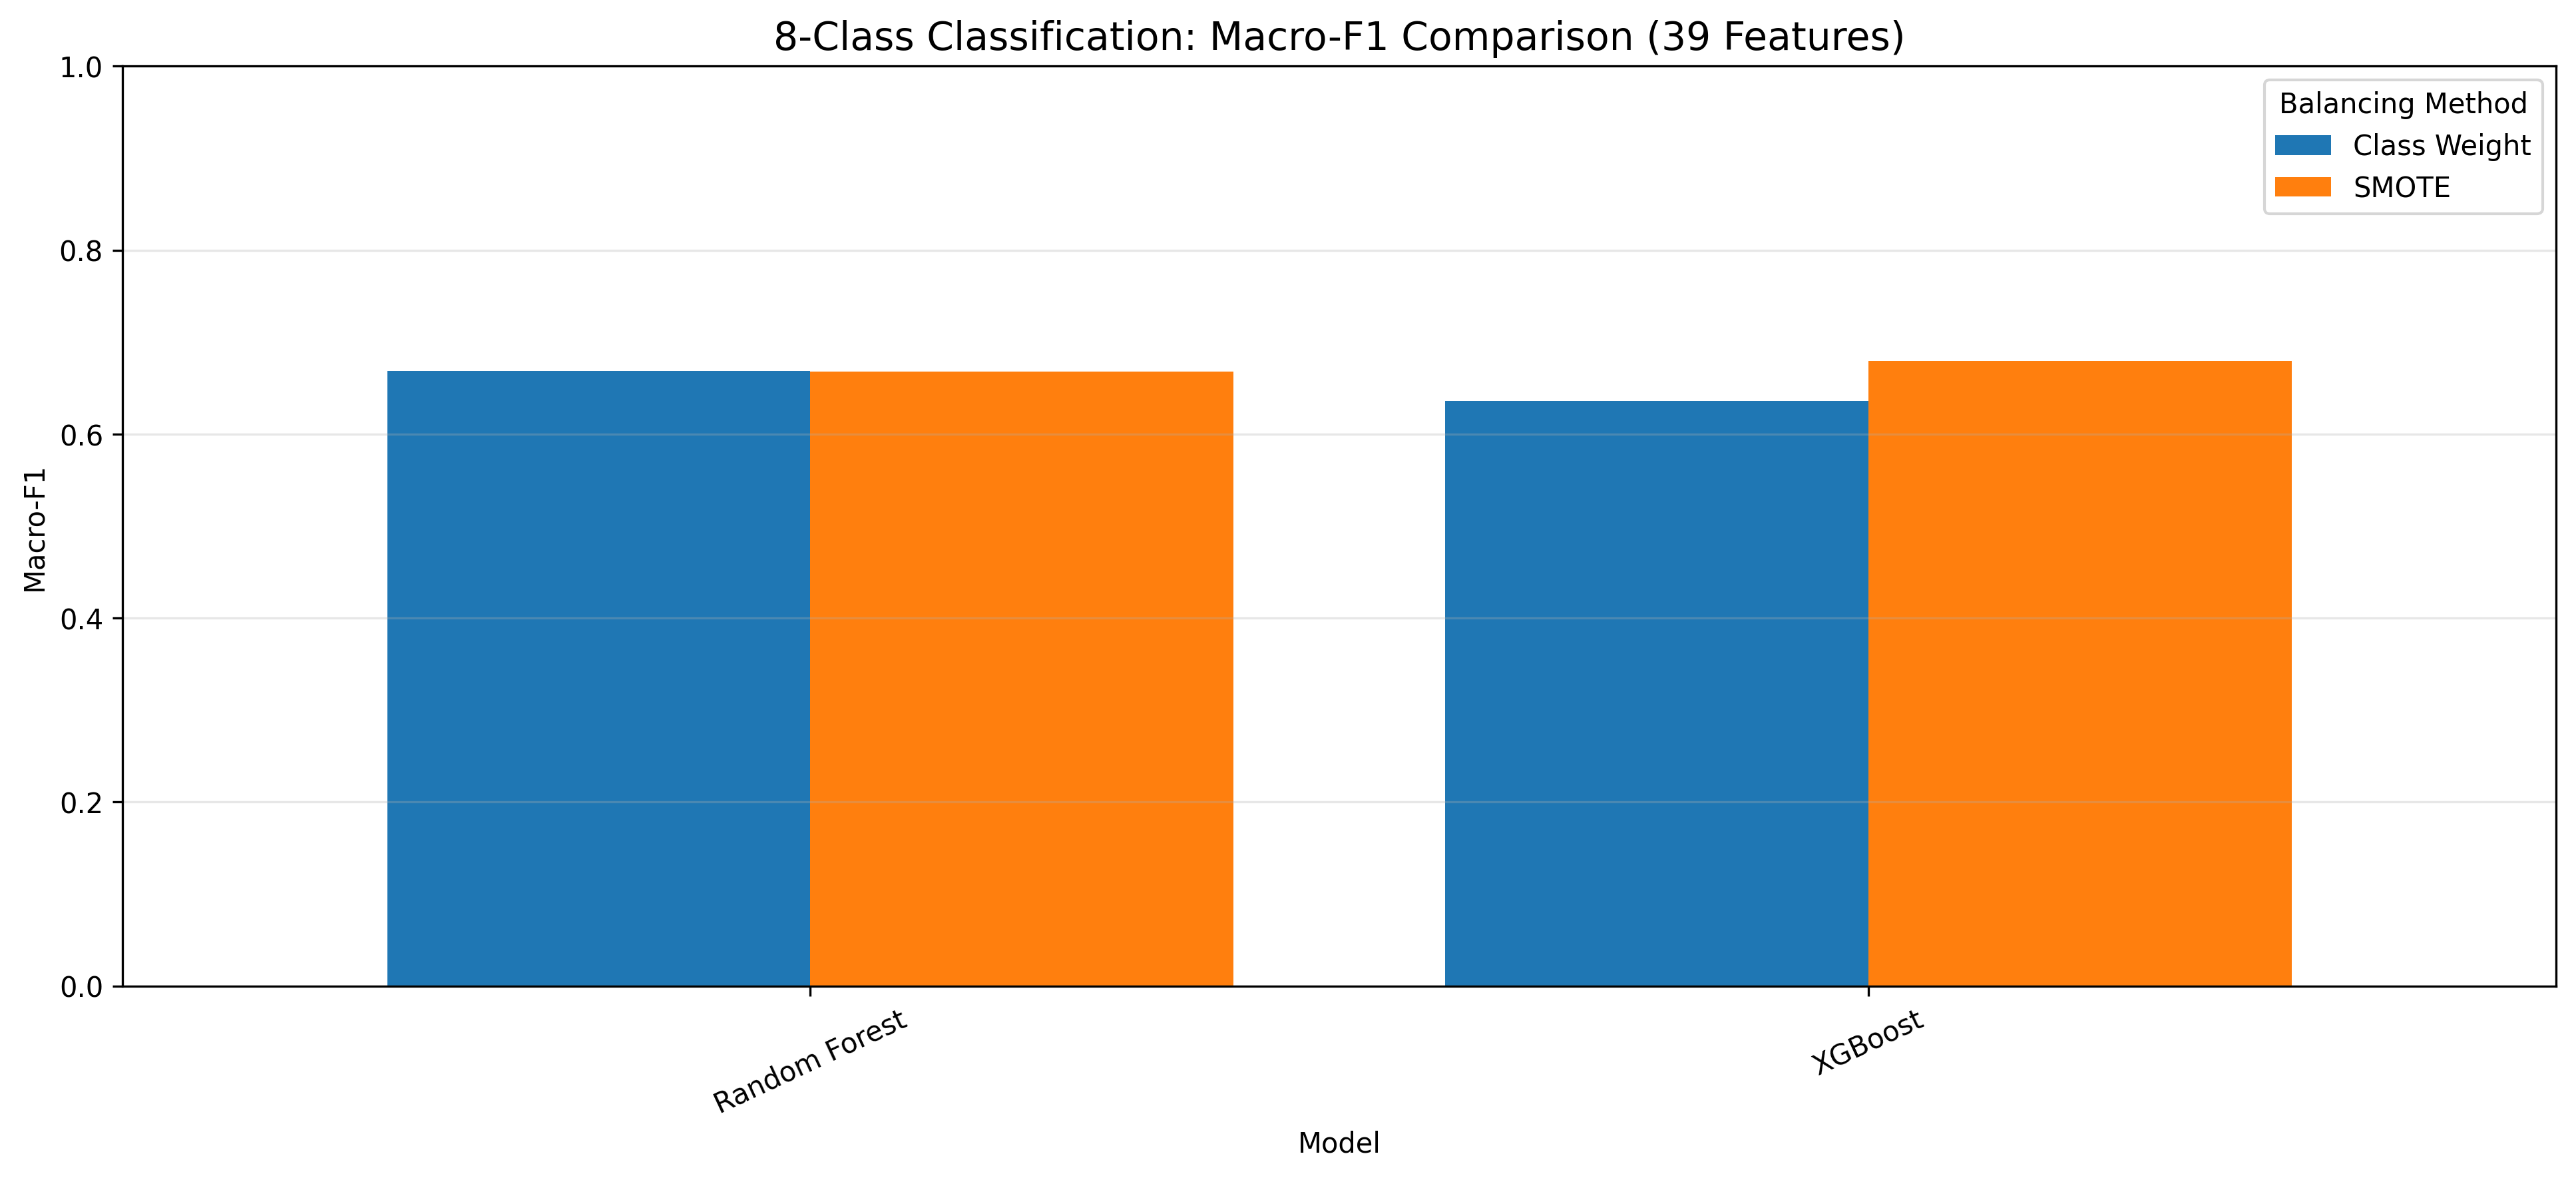 8-Class Classification: Macro-F1 Comparison (39 Features)
1.0
0.8
0.6
0.4
0.2
0.0
Macro-F1
Balancing Method
Class Weight
SMOTE
Random Forest
XGBoost
Model